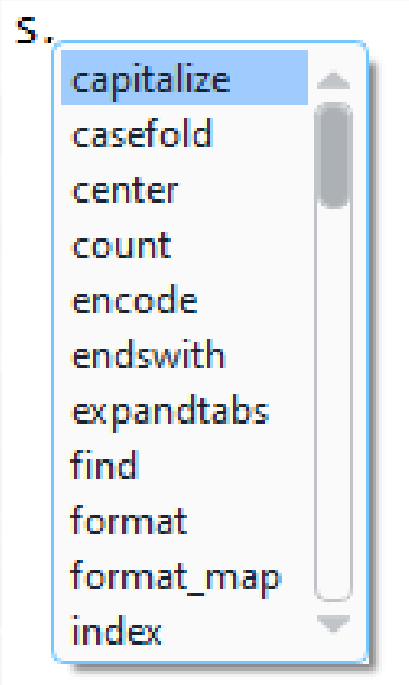 s.
capitalize
casefold
center
count
encode
endswith
expandtabs
find
format
format_map
index